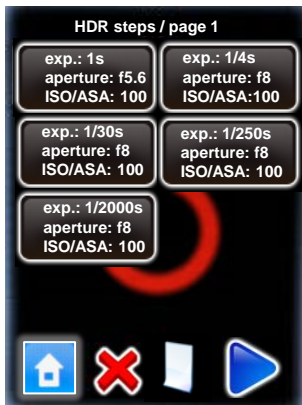 HDR steps / page 1
exp.: 1s
aperture: f5.6
ISO/ASA: 100
exp.: 1/4s
aperture: f8
ISO/ASA:100
exp.: 1/30s
aperture: f8
ISO/ASA: 100
exp.: 1/250s
aperture: f8
ISO/ASA: 100
exp.: 1/2000s
aperture: f8
ISO/ASA: 100